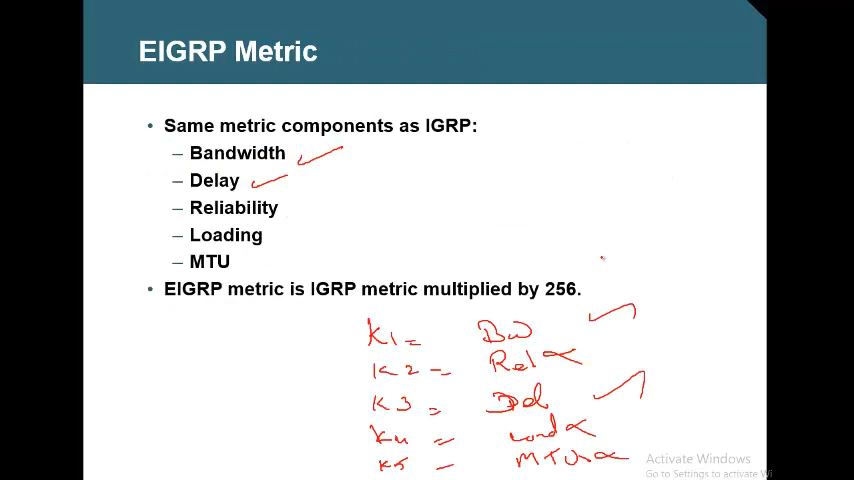 EIGRP Metric
• Same metric components as IGRP:
– Bandwidth
– Delay
– Reliability
– Loading
– MTU
• EIGRP metric is IGRP metric multiplied by 256.
K1 = BW
K2 = Rel
K3 = Del
K4 = Load
K5 = MTU
Activate Windows
Go to Settings to activate Wi